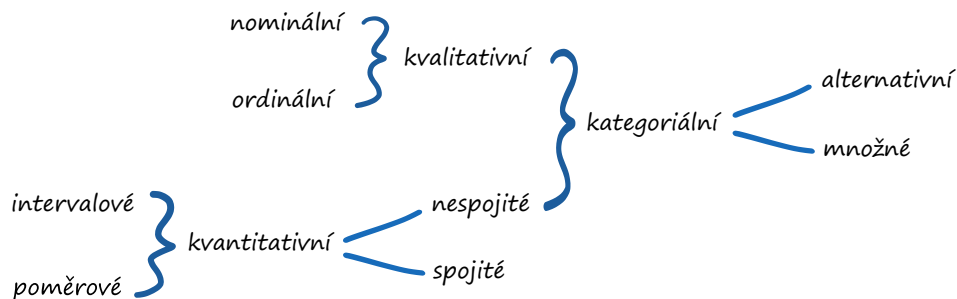 nominální
kvalitativní
ordinální
kategoriální
alternativní
množné
intervalové
kvantitativní
poměrové
nespojité
spojité